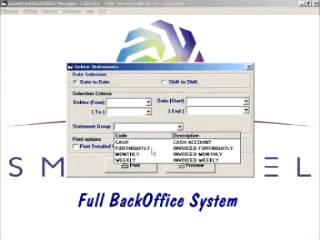 SmartFuel BackOffice Manager
Debtor Statements
Date Selection
Date to Date Shift to Shift
Selection Criteria
Debtor (From) Date (Start)
( To ) ( End )
Statement Group
Code Description
CASH CASH ACCOUNT
FORTNIGHTLY INVOICED FORTNIGHTLY
MONTHLY INVOICED MONTHLY
WEEKLY INVOICED WEEKLY
Print options
Print Detailed
Print Preview
S M E L
Full BackOffice System